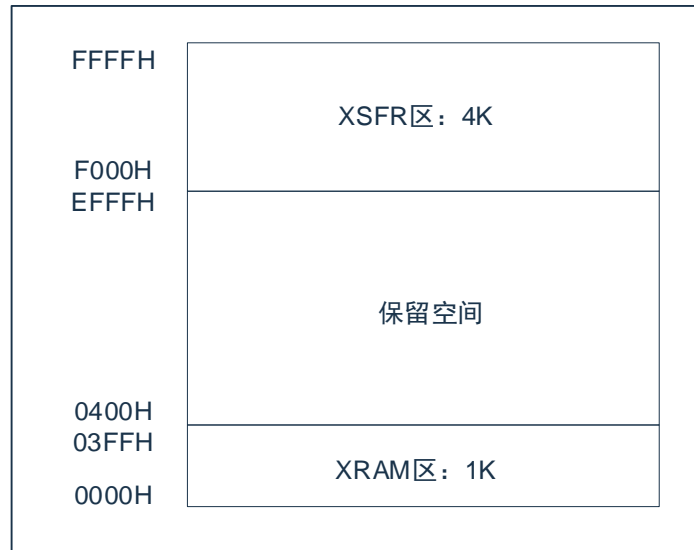 FFFFH
XSFR区：4K
F000H
EFFFH
保留空间
0400H
03FFH
XRAM区：1K
0000H